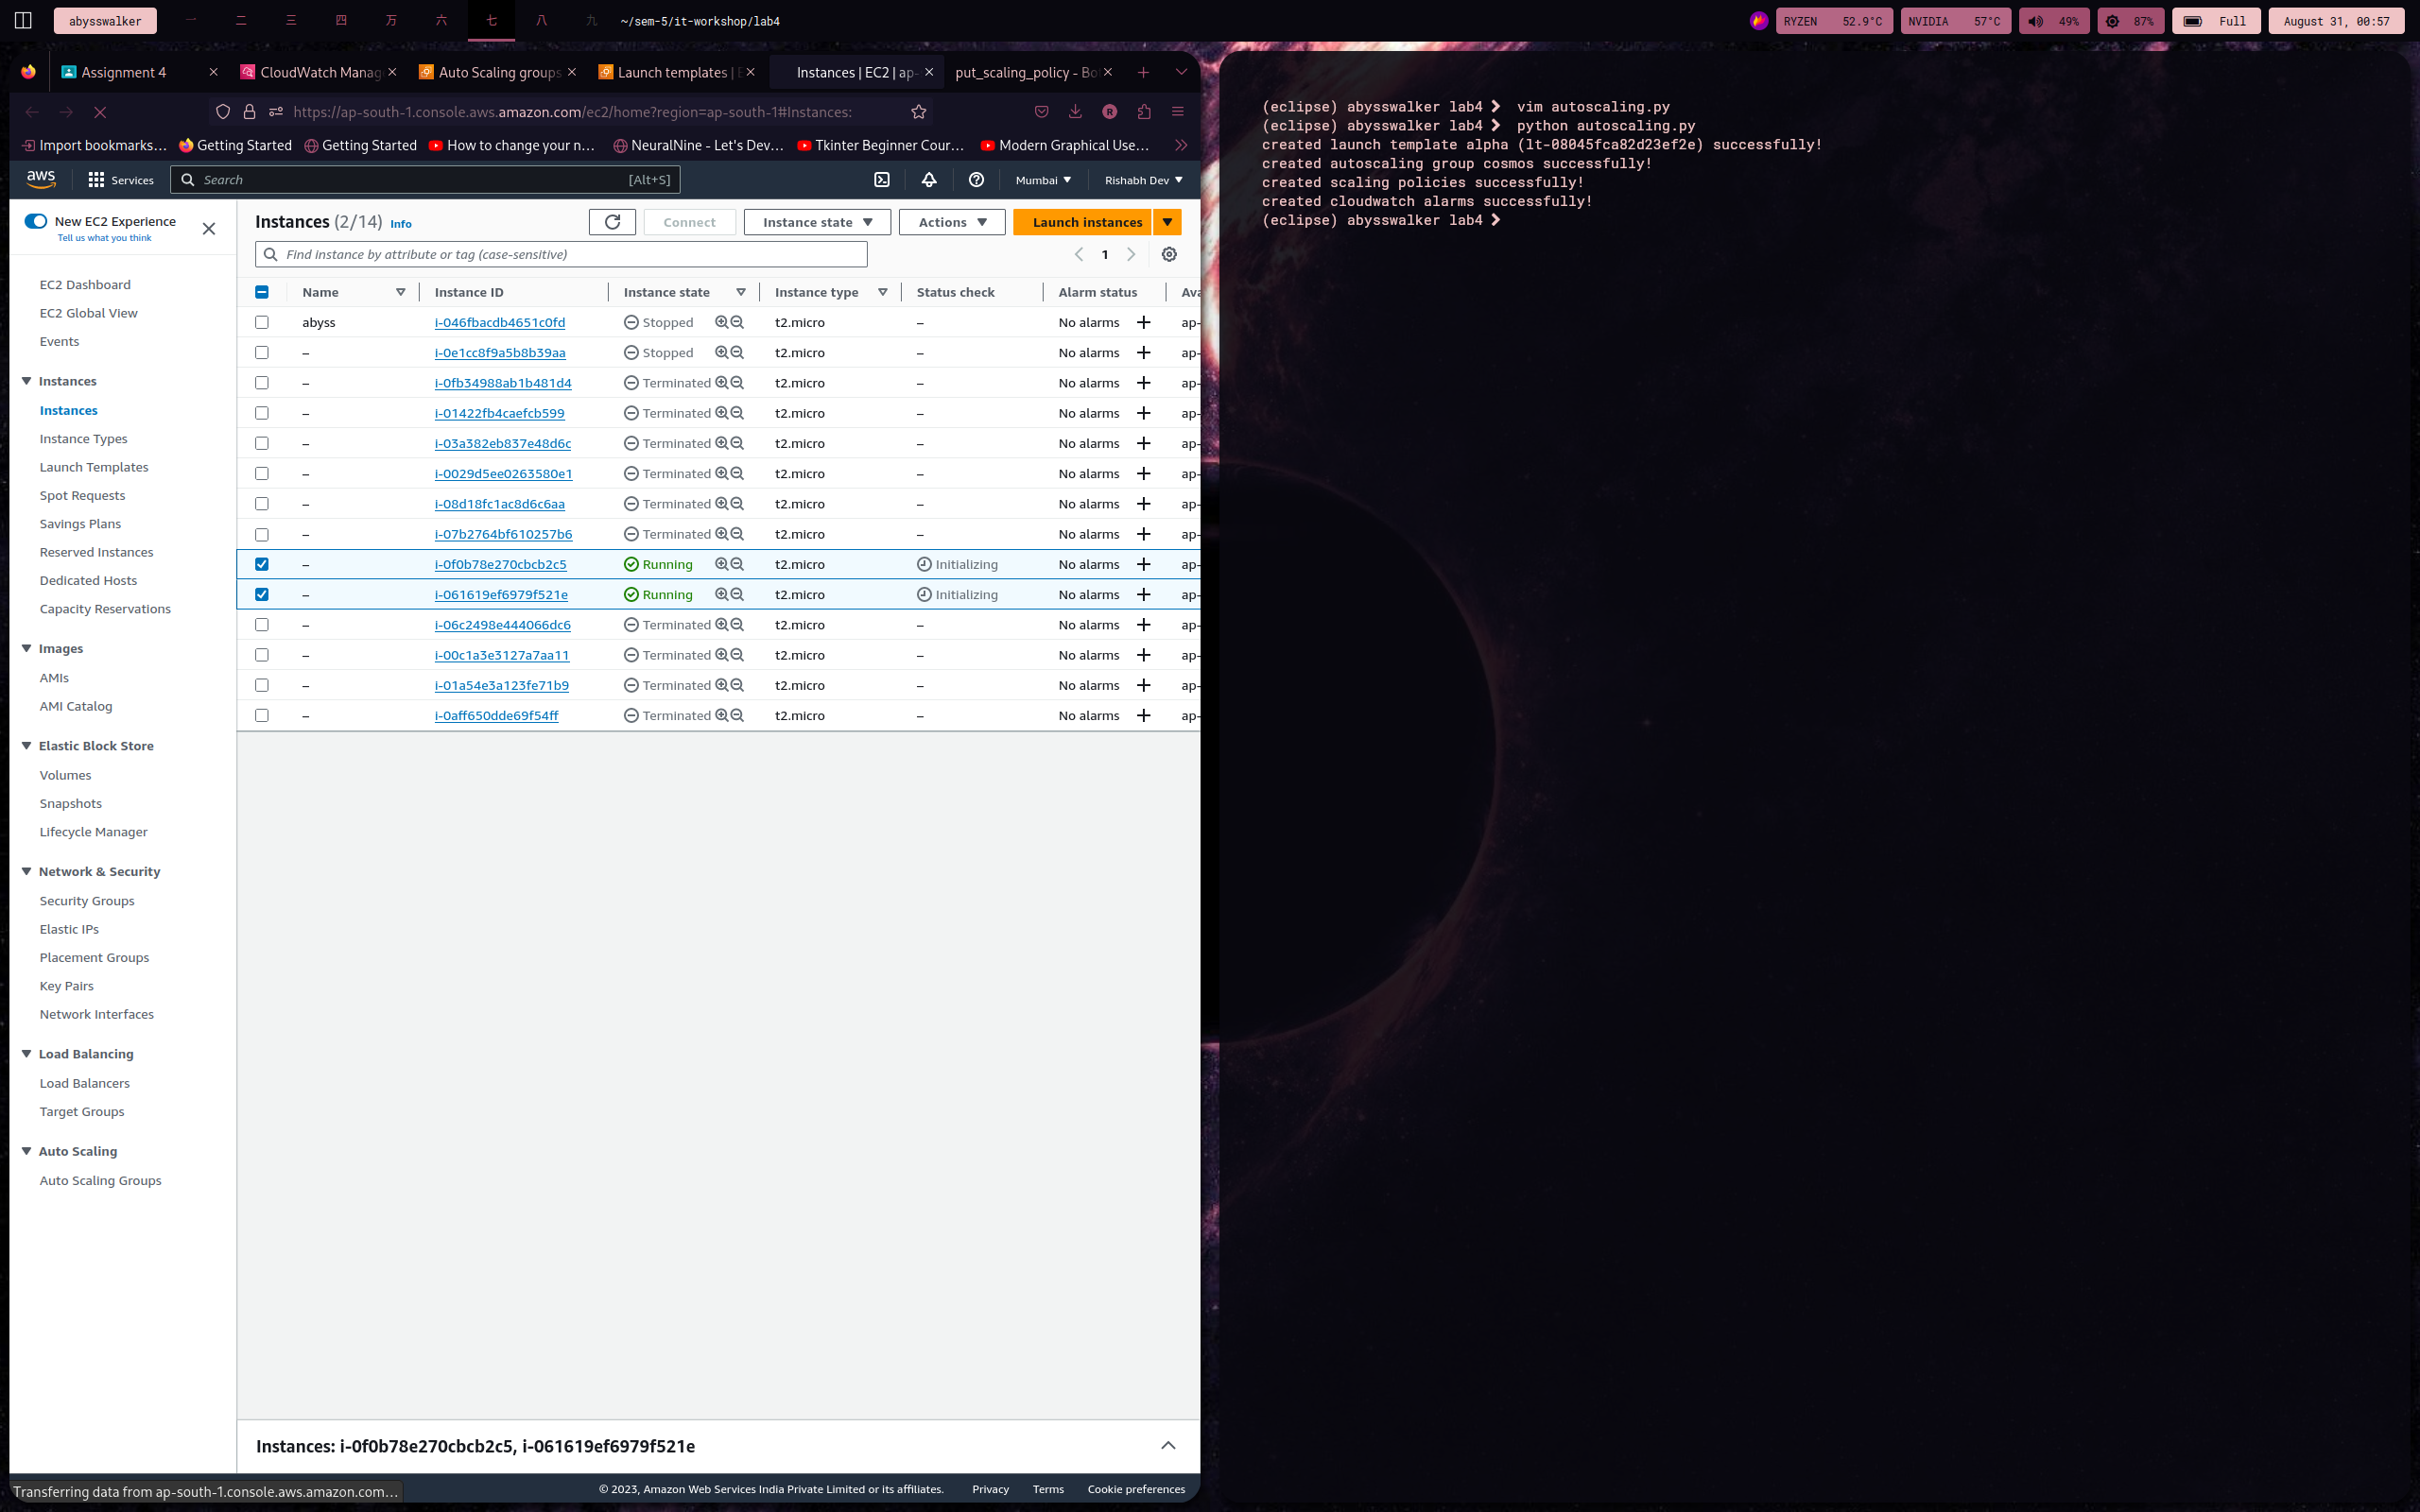 abysswalker 一 二 三 四 万 六 七 八 九 ~/sem-5/it-workshop/lab4 RYZEN 52.9°C NVIDIA 57°C 49% 87% Full August 31, 00:57
Assignment 4 CloudWatch Manag Auto Scaling groups Launch templates | E Instances | EC2 | ap- put_scaling_policy - Bo
https://ap-south-1.console.aws.amazon.com/ec2/home?region=ap-south-1#Instances:
Import bookmarks... Getting Started Getting Started How to change your n... NeuralNine - Let's Dev... Tkinter Beginner Cour... Modern Graphical Use...
aws Services Search [Alt+S] Mumbai Rishabh Dev
New EC2 Experience
Tell us what you think
EC2 Dashboard
EC2 Global View
Events
Instances
Instances
Instance Types
Launch Templates
Spot Requests
Savings Plans
Reserved Instances
Dedicated Hosts
Capacity Reservations
Images
AMIs
AMI Catalog
Elastic Block Store
Volumes
Snapshots
Lifecycle Manager
Network & Security
Security Groups
Elastic IPs
Placement Groups
Key Pairs
Network Interfaces
Load Balancing
Load Balancers
Target Groups
Auto Scaling
Auto Scaling Groups
Instances (2/14) Info Connect Instance state Actions Launch instances
Find instance by attribute or tag (case-sensitive) 1
Name Instance ID Instance state Instance type Status check Alarm status Ava
abyss i-046fbacdb4651c0fd Stopped t2.micro – No alarms ap-
– i-0e1cc8f9a5b8b39aa Stopped t2.micro – No alarms ap-
– i-0fb34988ab1b481d4 Terminated t2.micro – No alarms ap-
– i-01422fb4caefcb599 Terminated t2.micro – No alarms ap-
– i-03a382eb837e48d6c Terminated t2.micro – No alarms ap-
– i-0029d5ee0263580e1 Terminated t2.micro – No alarms ap-
– i-08d18fc1ac8d6c6aa Terminated t2.micro – No alarms ap-
– i-07b2764bf610257b6 Terminated t2.micro – No alarms ap-
– i-0f0b78e270cbcb2c5 Running t2.micro Initializing No alarms ap-
– i-061619ef6979f521e Running t2.micro Initializing No alarms ap-
– i-06c2498e444066dc6 Terminated t2.micro – No alarms ap-
– i-00c1a3e3127a7aa11 Terminated t2.micro – No alarms ap-
– i-01a54e3a123fe71b9 Terminated t2.micro – No alarms ap-
– i-0aff650dde69f54ff Terminated t2.micro – No alarms ap-
Instances: i-0f0b78e270cbcb2c5, i-061619ef6979f521e
Transferring data from ap-south-1.console.aws.amazon.com...
© 2023, Amazon Web Services India Private Limited or its affiliates. Privacy Terms Cookie preferences
(eclipse) abysswalker lab4 ❯ vim autoscaling.py
(eclipse) abysswalker lab4 ❯ python autoscaling.py
created launch template alpha (lt-08045fca82d23ef2e) successfully!
created autoscaling group cosmos successfully!
created scaling policies successfully!
created cloudwatch alarms successfully!
(eclipse) abysswalker lab4 ❯